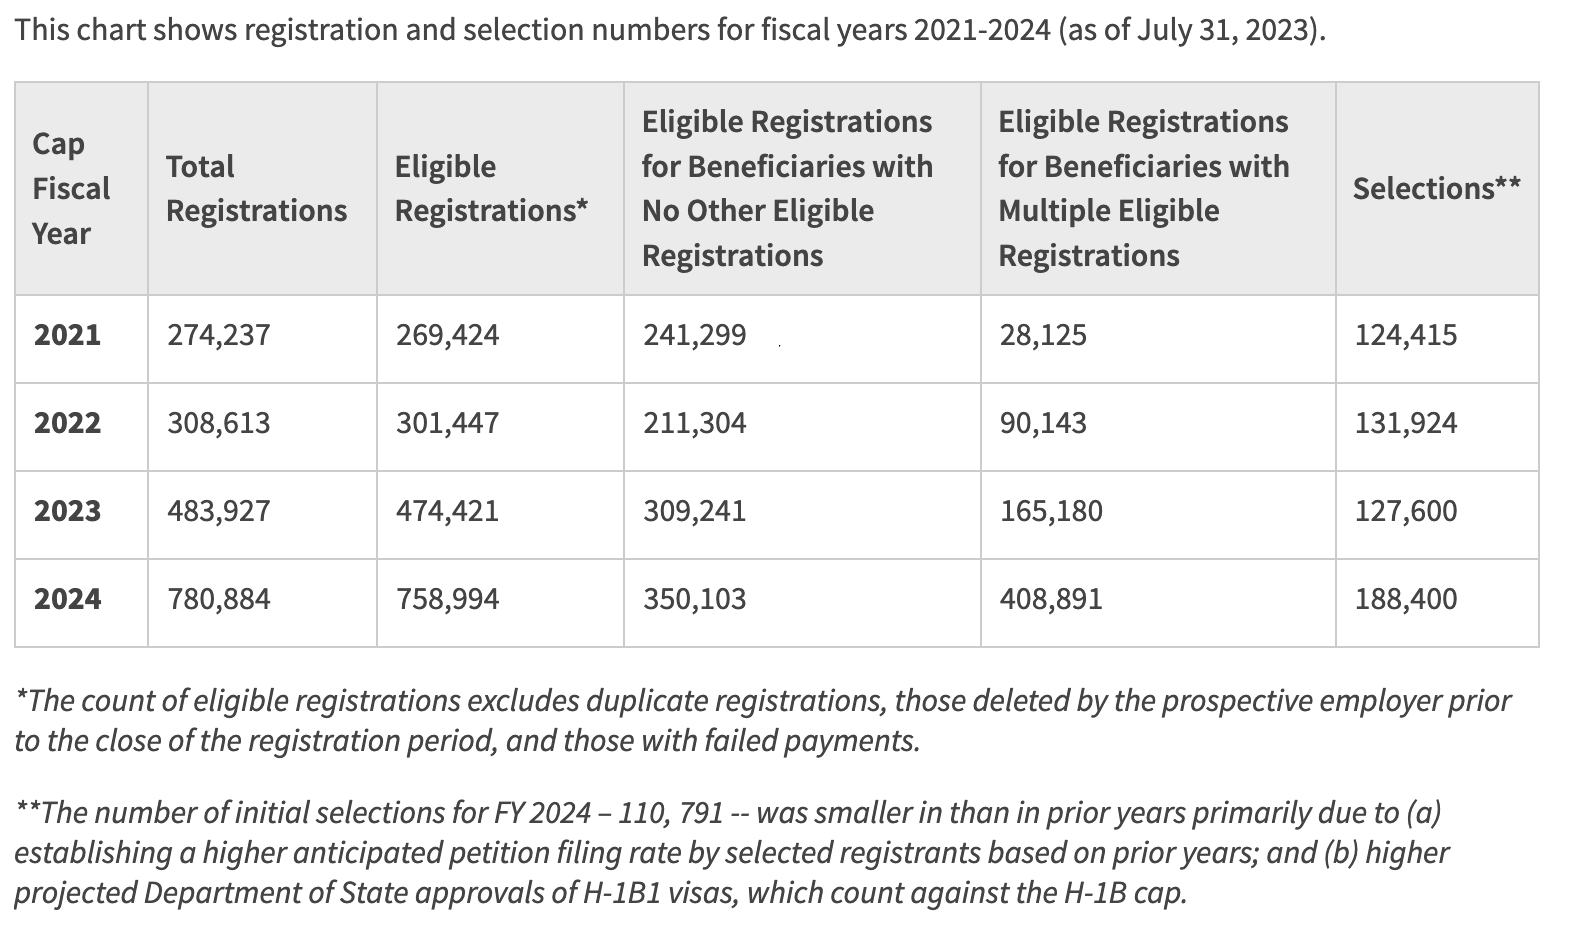 This chart shows registration and selection numbers for fiscal years 2021-2024 (as of July 31, 2023).
Cap
Fiscal
Year
Total
Registrations
Eligible
Registrations*
Eligible Registrations
for Beneficiaries with
No Other Eligible
Registrations
Eligible Registrations
for Beneficiaries with
Multiple Eligible
Registrations
Selections**
2021 274,237 269,424 241,299 28,125 124,415
2022 308,613 301,447 211,304 90,143 131,924
2023 483,927 474,421 309,241 165,180 127,600
2024 780,884 758,994 350,103 408,891 188,400
*The count of eligible registrations excludes duplicate registrations, those deleted by the prospective employer prior
to the close of the registration period, and those with failed payments.
**The number of initial selections for FY 2024 – 110, 791 -- was smaller in than in prior years primarily due to (a)
establishing a higher anticipated petition filing rate by selected registrants based on prior years; and (b) higher
projected Department of State approvals of H-1B1 visas, which count against the H-1B cap.